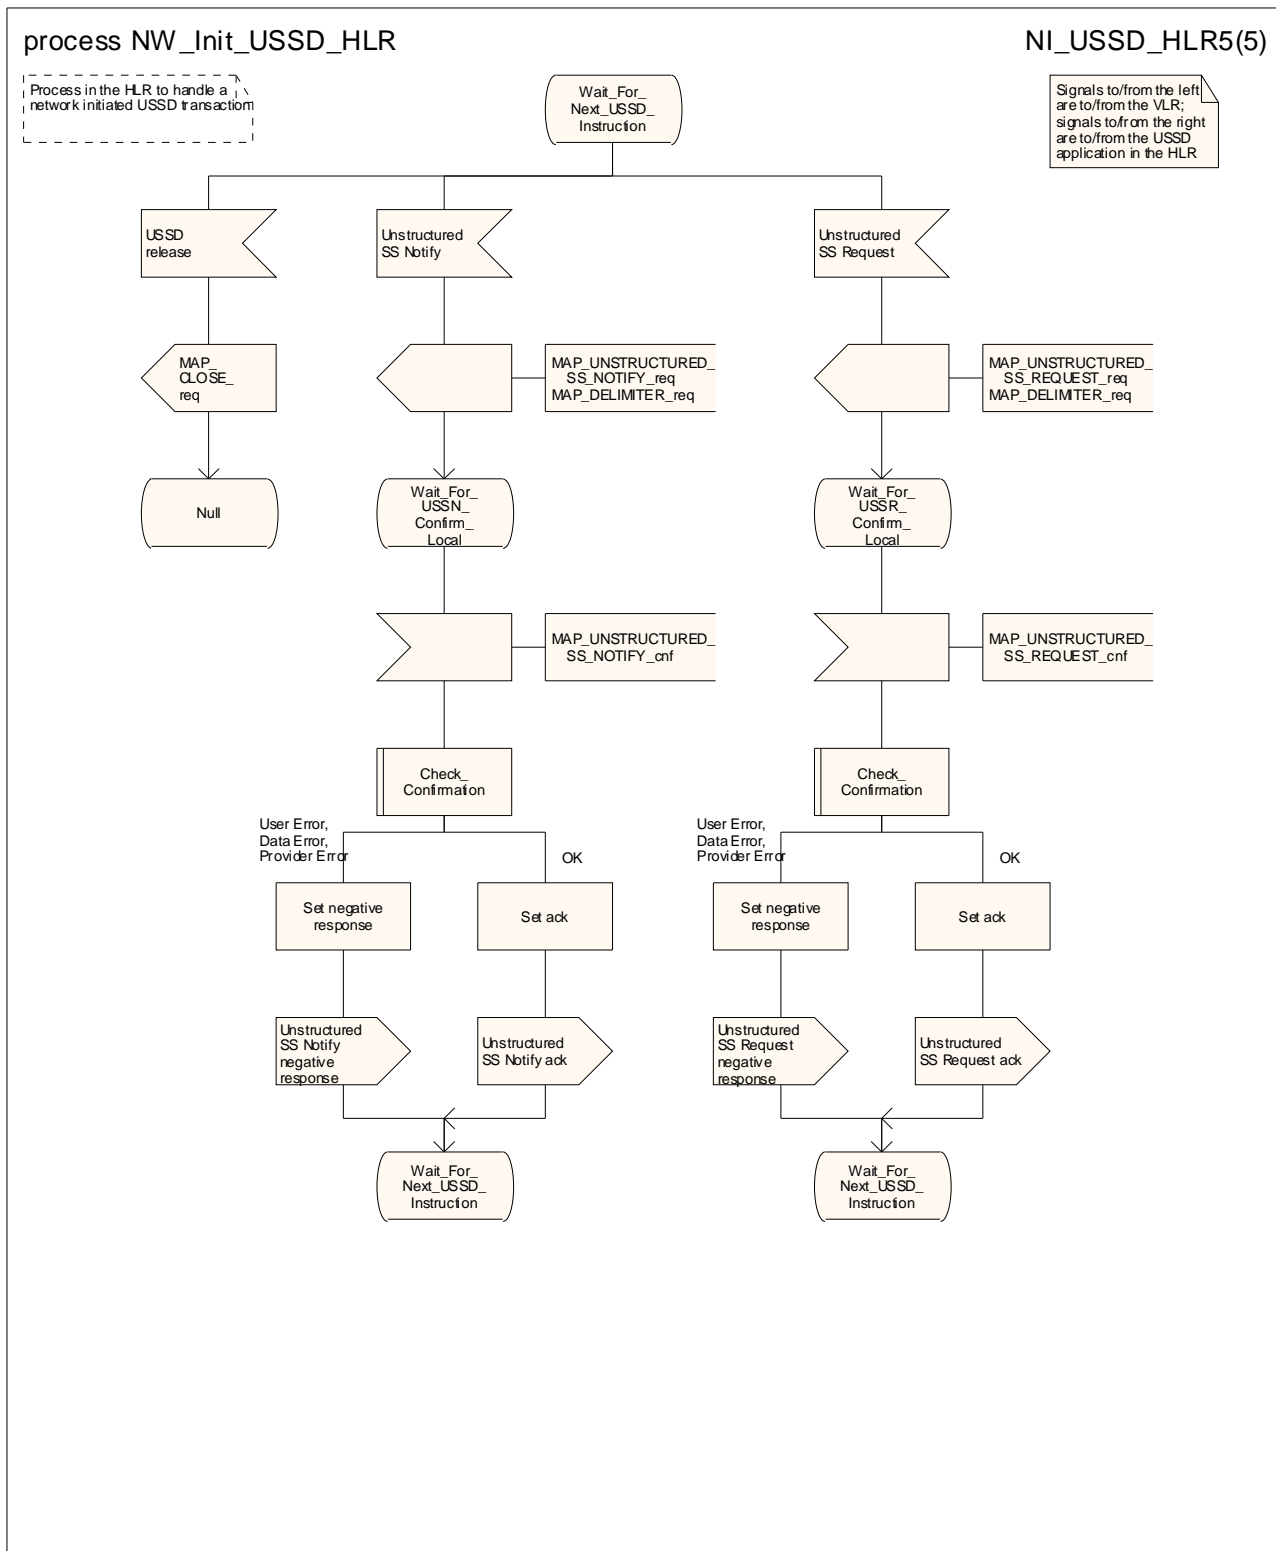 process NW_Init_USSD_HLR
NI_USSD_HLR5(5)
Process in the HLR to handle a
network initiated USSD transaction
Wait_For_
Next_USSD_
Instruction
Signals to/from the left
are to/from the VLR;
signals to/from the right
are to/from the USSD
application in the HLR
USSD
release
Unstructured
SS Notify
Unstructured
SS Request
MAP_
CLOSE_
req
MAP_UNSTRUCTURED_
SS_NOTIFY_req
MAP_DELIMITER_req
MAP_UNSTRUCTURED_
SS_REQUEST_req
MAP_DELIMITER_req
Null
Wait_For_
USSN_
Confirm_
Local
Wait_For_
USSR_
Confirm_
Local
MAP_UNSTRUCTURED_
SS_NOTIFY_cnf
MAP_UNSTRUCTURED_
SS_REQUEST_cnf
Check_
Confirmation
Check_
Confirmation
User Error,
Data Error,
Provider Error
OK
User Error,
Data Error,
Provider Error
OK
Set negative
response
Set ack
Set negative
response
Set ack
Unstructured
SS Notify
negative
response
Unstructured
SS Notify ack
Unstructured
SS Request
negative
response
Unstructured
SS Request ack
Wait_For_
Next_USSD_
Instruction
Wait_For_
Next_USSD_
Instruction